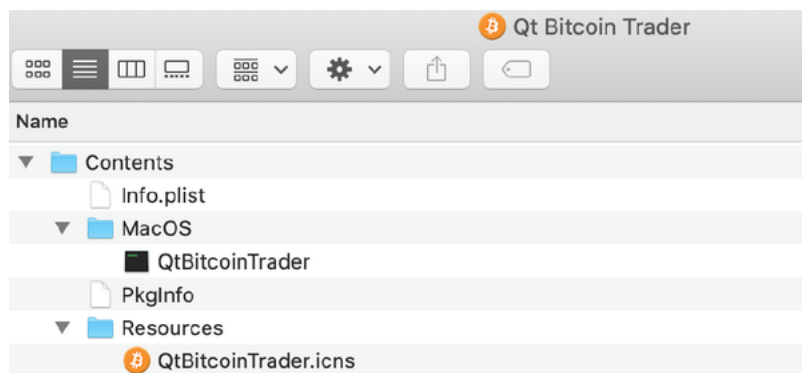 Qt Bitcoin Trader
Name
Contents
Info.plist
MacOS
QtBitcoinTrader
PkgInfo
Resources
QtBitcoinTrader.icns